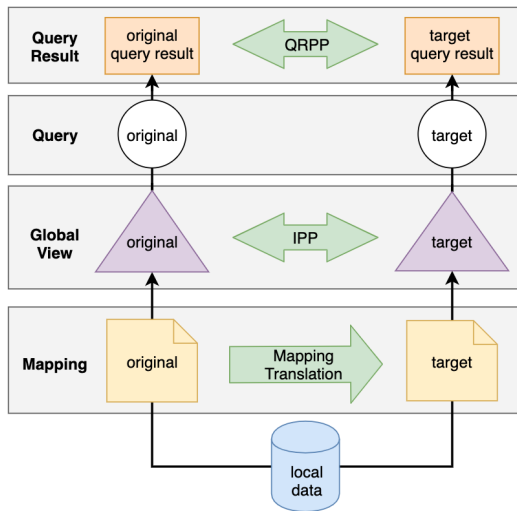 Query
Result
original
query result
QRPP
target
query result
Query
original
target
Global
View
original
IPP
target
Mapping
original
Mapping
Translation
target
local
data